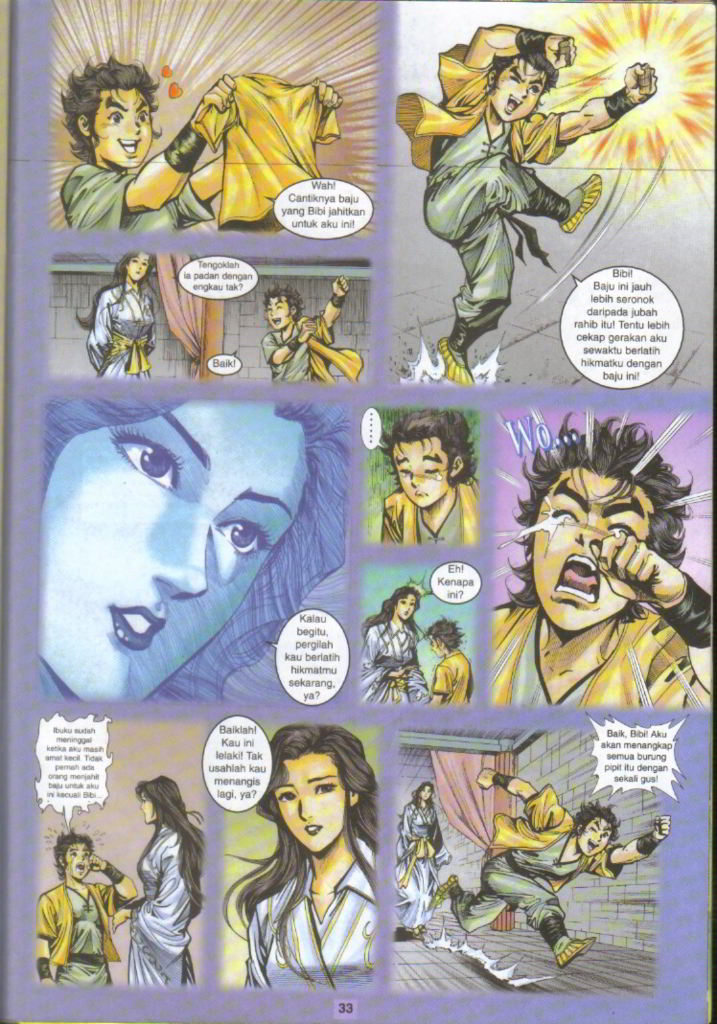 Wah!
Cantiknya baju
yang Bibi jahitkan
untuk aku ini!
Bibi!
Baju ini jauh
lebih seronok
daripada jubah
rahib itu! Tentu lebih
cekap gerakan aku
sewaktu berlatih
hikmatku dengan
baju ini!
Tengoklah
ia padan dengan
engkau tak?
Baik!
Kalau
begitu,
pergilah
kau berlatih
hikmatmu
sekarang,
ya?
......
Wo...
Eh!
Kenapa
ini?
Ibuku sudah
meninggal
ketika aku masih
amat kecil. Tidak
pernah ada
orang menjahit
baju untuk aku
ini kecuali Bibi...
Baiklah!
Kau ini
lelaki! Tak
usahlah kau
menangis
lagi, ya?
Baik, Bibi! Aku
akan menangkap
semua burung
pipit itu dengan
sekali gus!
33